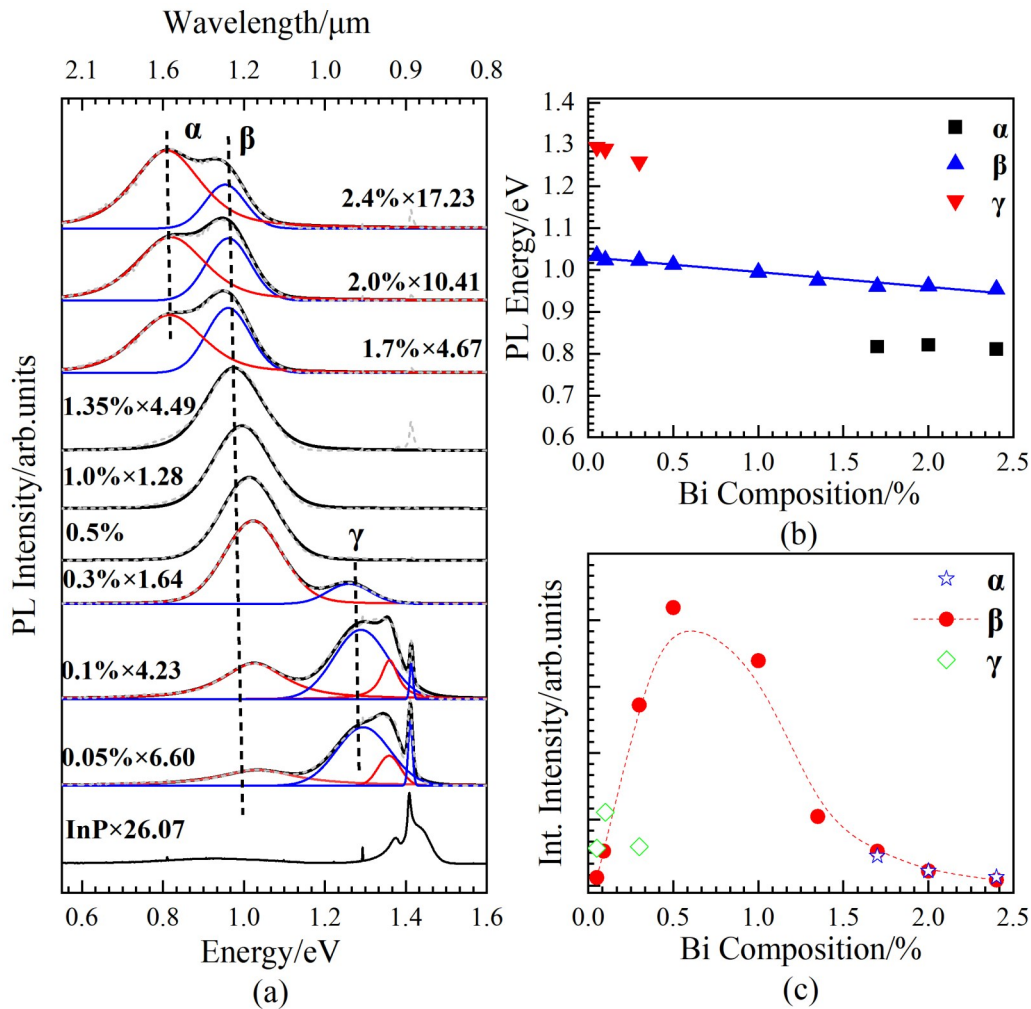 Wavelength/μm
2.1 1.6 1.2 1.0 0.9 0.8
α β
2.4%×17.23
2.0%×10.41
1.7%×4.67
1.35%×4.49
1.0%×1.28
0.5%
γ
0.3%×1.64
0.1%×4.23
0.05%×6.60
InP×26.07
PL Intensity/arb.units
0.6 0.8 1.0 1.2 1.4 1.6
Energy/eV
(a)
1.4
1.3
1.2
1.1
1.0
0.9
0.8
0.7
0.6
PL Energy/eV
α
β
γ
0.0 0.5 1.0 1.5 2.0 2.5
Bi Composition/%
(b)
Int. Intensity/arb.units
α
β
γ
0.0 0.5 1.0 1.5 2.0 2.5
Bi Composition/%
(c)